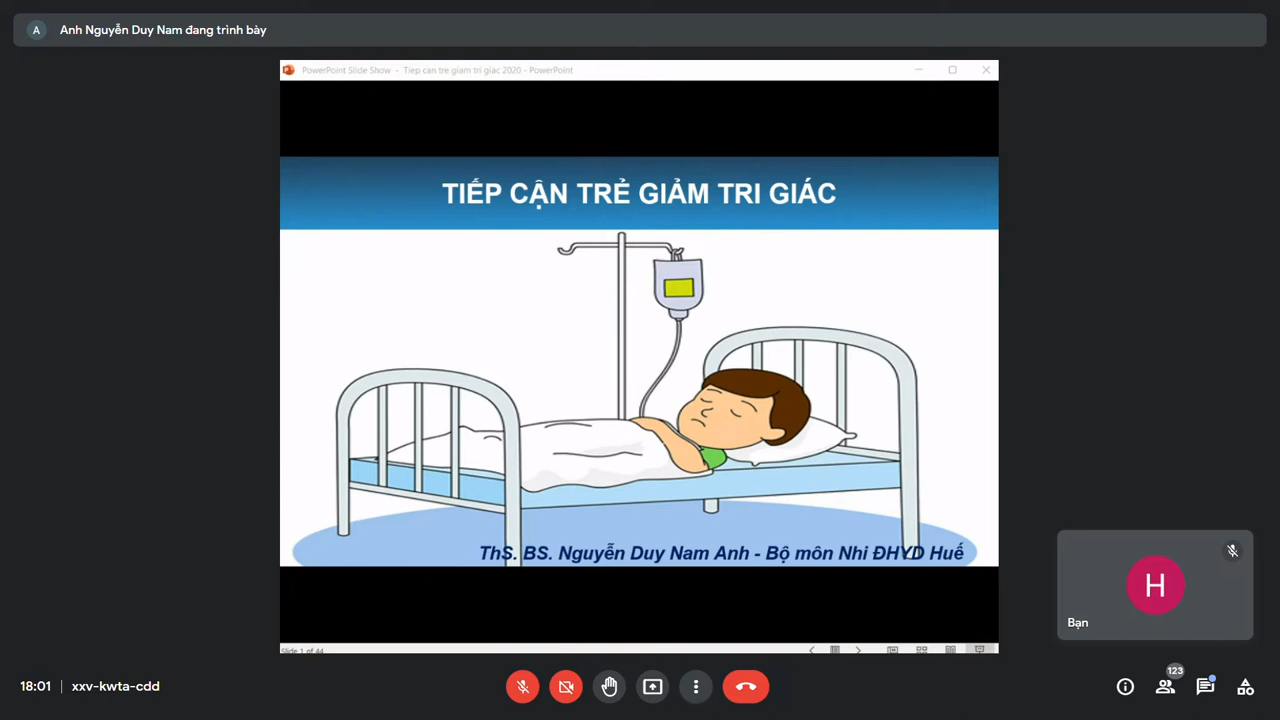 A
Anh Nguyễn Duy Nam đang trình bày
PowerPoint Slide Show - Tiep can tre giam tri giac 2020 - PowerPoint
TIẾP CẬN TRẺ GIẢM TRI GIÁC
ThS. BS. Nguyễn Duy Nam Anh - Bộ môn Nhi ĐHYD Huế
H
Bạn
Slide 1 of 44
18:01 | xxv-kwta-cdd
123